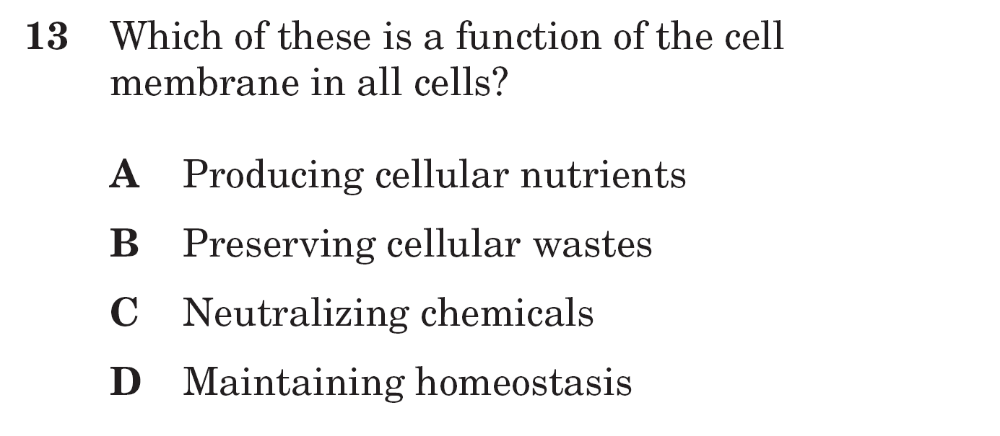 13 Which of these is a function of the cell
membrane in all cells?
A Producing cellular nutrients
B Preserving cellular wastes
C Neutralizing chemicals
D Maintaining homeostasis